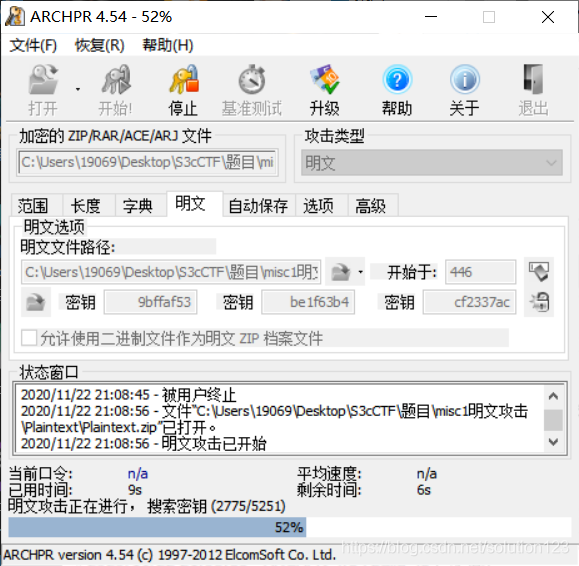 ARCHPR 4.54 - 52%
文件(F) 恢复(R) 帮助(H)
打开 开始! 停止 基准测试 升级 帮助 关于 退出
加密的 ZIP/RAR/ACE/ARJ 文件 攻击类型
C:\Users\19069\Desktop\S3cCTF\题目\mi 明文
范围 长度 字典 明文 自动保存 选项 高级
明文选项
明文文件路径:
C:\Users\19069\Desktop\S3cCTF\题目\misc1明文 开始于: 446
密钥 9bffaf53 密钥 be1f63b4 密钥 cf2337ac
允许使用二进制文件作为明文 ZIP 档案文件
状态窗口
2020/11/22 21:08:45 - 被用户终止
2020/11/22 21:08:56 - 文件"C:\Users\19069\Desktop\S3cCTF\题目\misc1明文攻击
\Plaintext\Plaintext.zip"已打开。
2020/11/22 21:08:56 - 明文攻击已开始
当前口令: n/a 平均速度: n/a
已用时间: 9s 剩余时间: 6s
明文攻击正在进行，搜索密钥 (2775/5251)
52%
ARCHPR version 4.54 (c) 1997-2012 ElcomSoft Co. Ltd.
https://blog.csdn.net/solution123